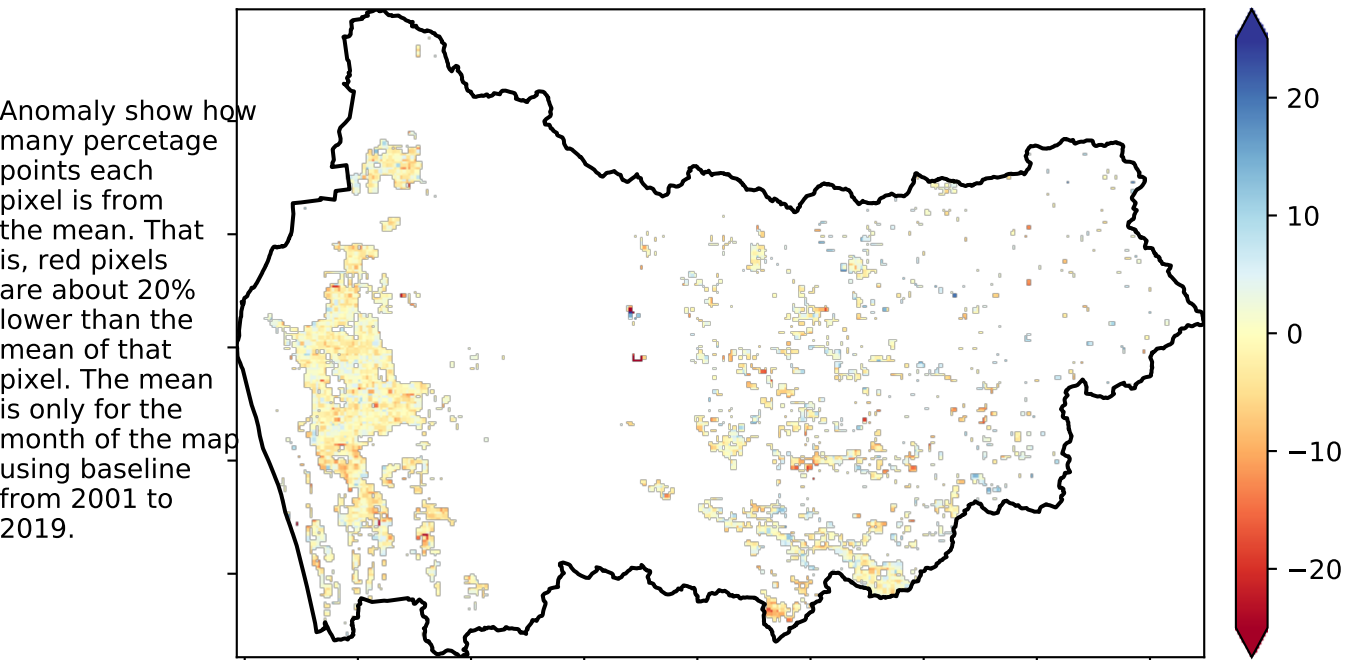 Anomaly show how
many percetage
points each
pixel is from
the mean. That
is, red pixels
are about 20%
lower than the
mean of that
pixel. The mean
is only for the
month of the map
using baseline
from 2001 to
2019.
20
10
0
−10
−20